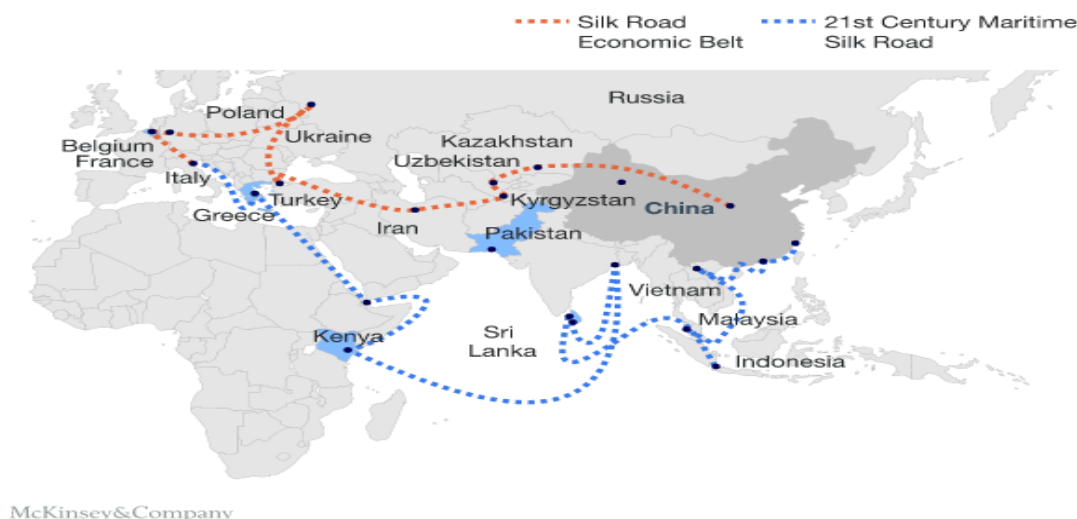 Silk Road
Economic Belt
21st Century Maritime
Silk Road
Russia
Poland
Ukraine
Kazakhstan
Belgium
France
Uzbekistan
Italy
Turkey
Kyrgyzstan
China
Greece
Iran
Pakistan
Vietnam
Malaysia
Kenya
Sri
Lanka
Indonesia
McKinsey&Company